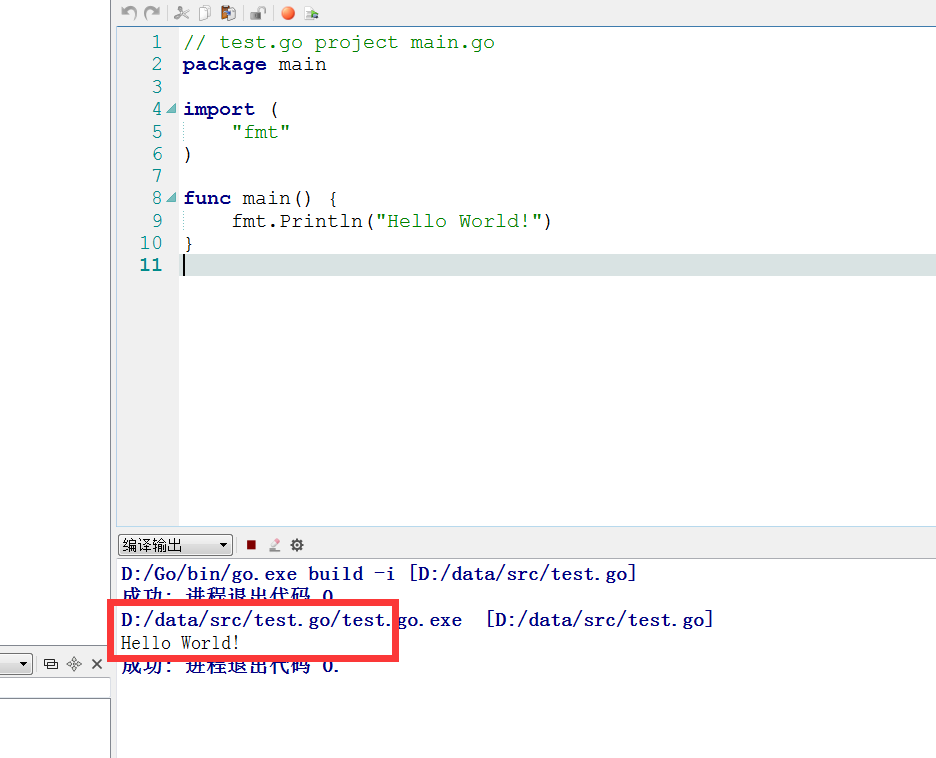 1 // test.go project main.go
2 package main
3
4 import (
5 "fmt"
6 )
7
8 func main() {
9 fmt.Println("Hello World!")
10 }
11
编译输出
D:/Go/bin/go.exe build -i [D:/data/src/test.go]
成功: 进程退出代码 0.
D:/data/src/test.go/test.go.exe [D:/data/src/test.go]
Hello World!
成功: 进程退出代码 0.